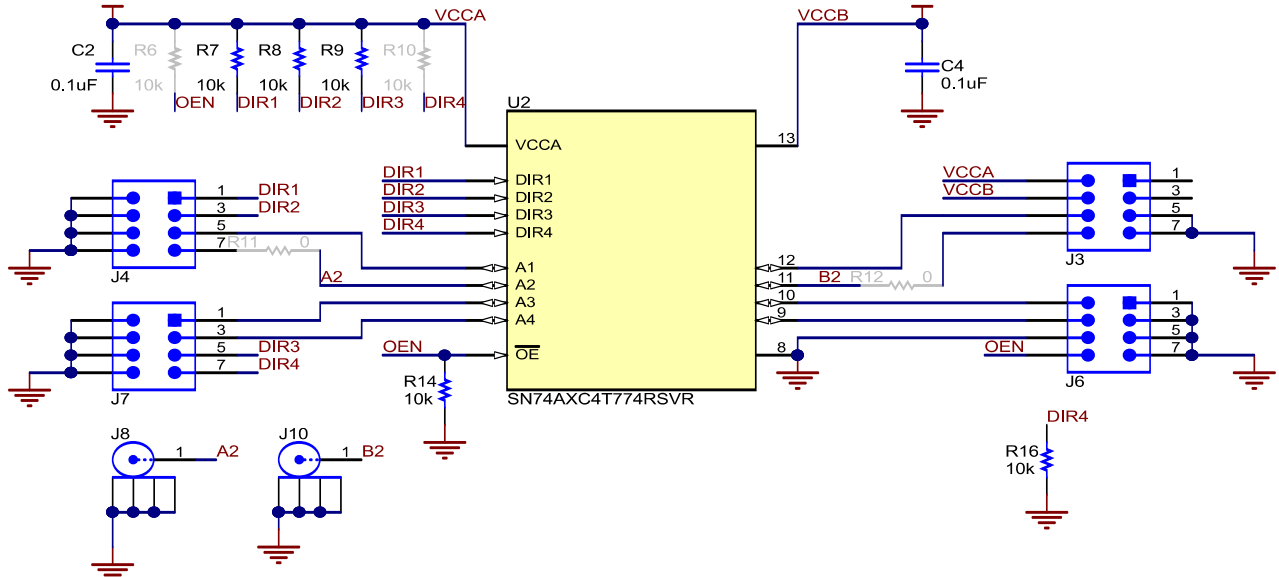 VCCA
VCCB
C2
0.1uF
R6
10k
R7
10k
R8
10k
R9
10k
R10
10k
OEN
DIR1
DIR2
DIR3
DIR4
C4
0.1uF
U2
VCCA
13
DIR1
DIR2
DIR3
DIR4
DIR1
DIR2
DIR3
DIR4
A1
A2
A3
A4
OE
12
11
10
9
8
SN74AXC4T774RSVR
1
DIR1
3
DIR2
5
7
R11
0
J4
A2
1
3
5
DIR3
7
DIR4
J7
OEN
R14
10k
VCCA
VCCB
1
3
5
7
J3
B2
R12
0
1
3
5
7
OEN
J6
J8
1
A2
J10
1
B2
DIR4
R16
10k